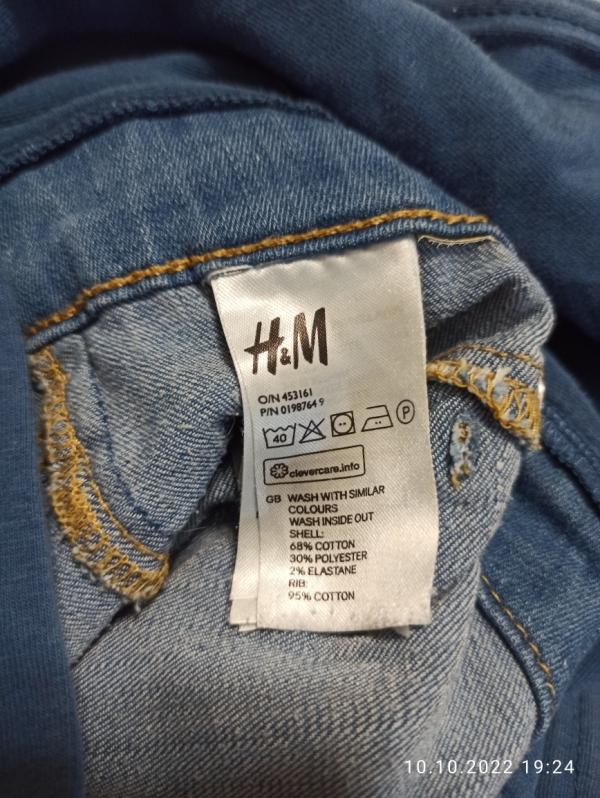 H&M
O/N 453161
P/N 0198764 9
40 P
clevercare.info
GB WASH WITH SIMILAR
COLOURS
WASH INSIDE OUT
SHELL:
68% COTTON
30% POLYESTER
2% ELASTANE
RIB:
95% COTTON
10.10.2022 19:24